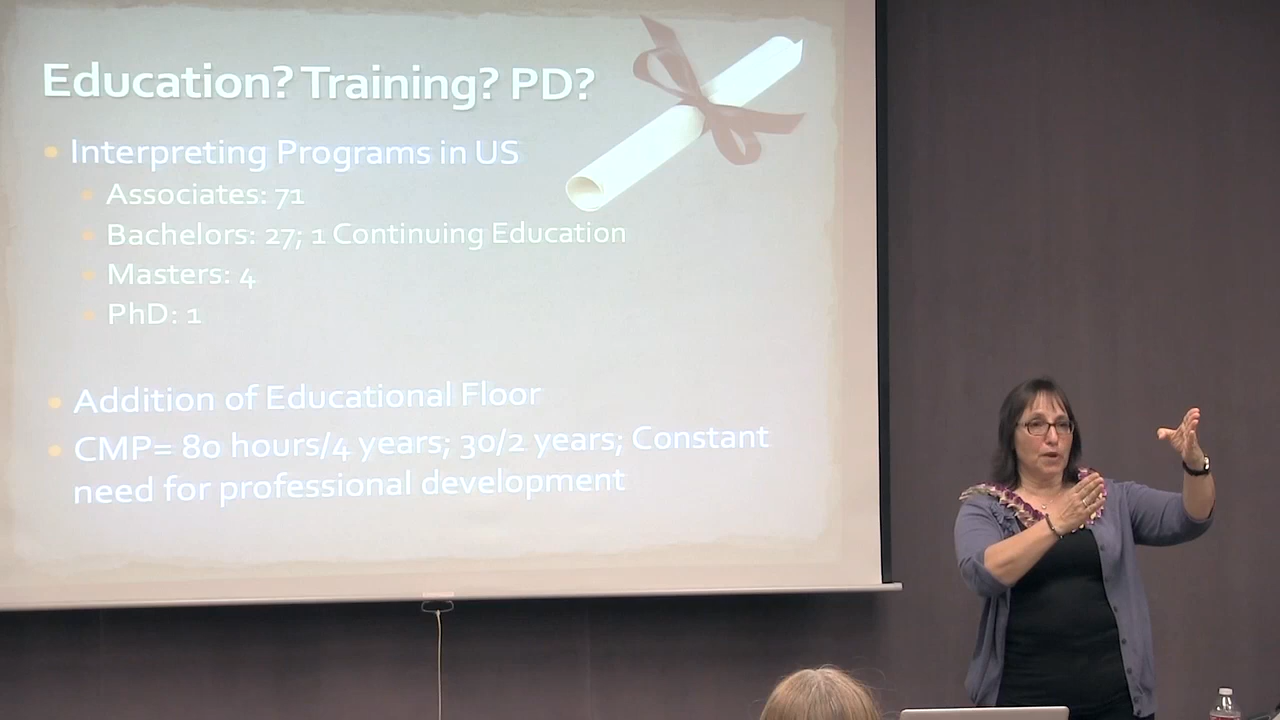 Education? Training? PD?
Interpreting Programs in US
Associates: 71
Bachelors: 27; 1 Continuing Education
Masters: 4
PhD: 1
Addition of Educational Floor
CMP= 80 hours/4 years; 30/2 years; Constant
need for professional development